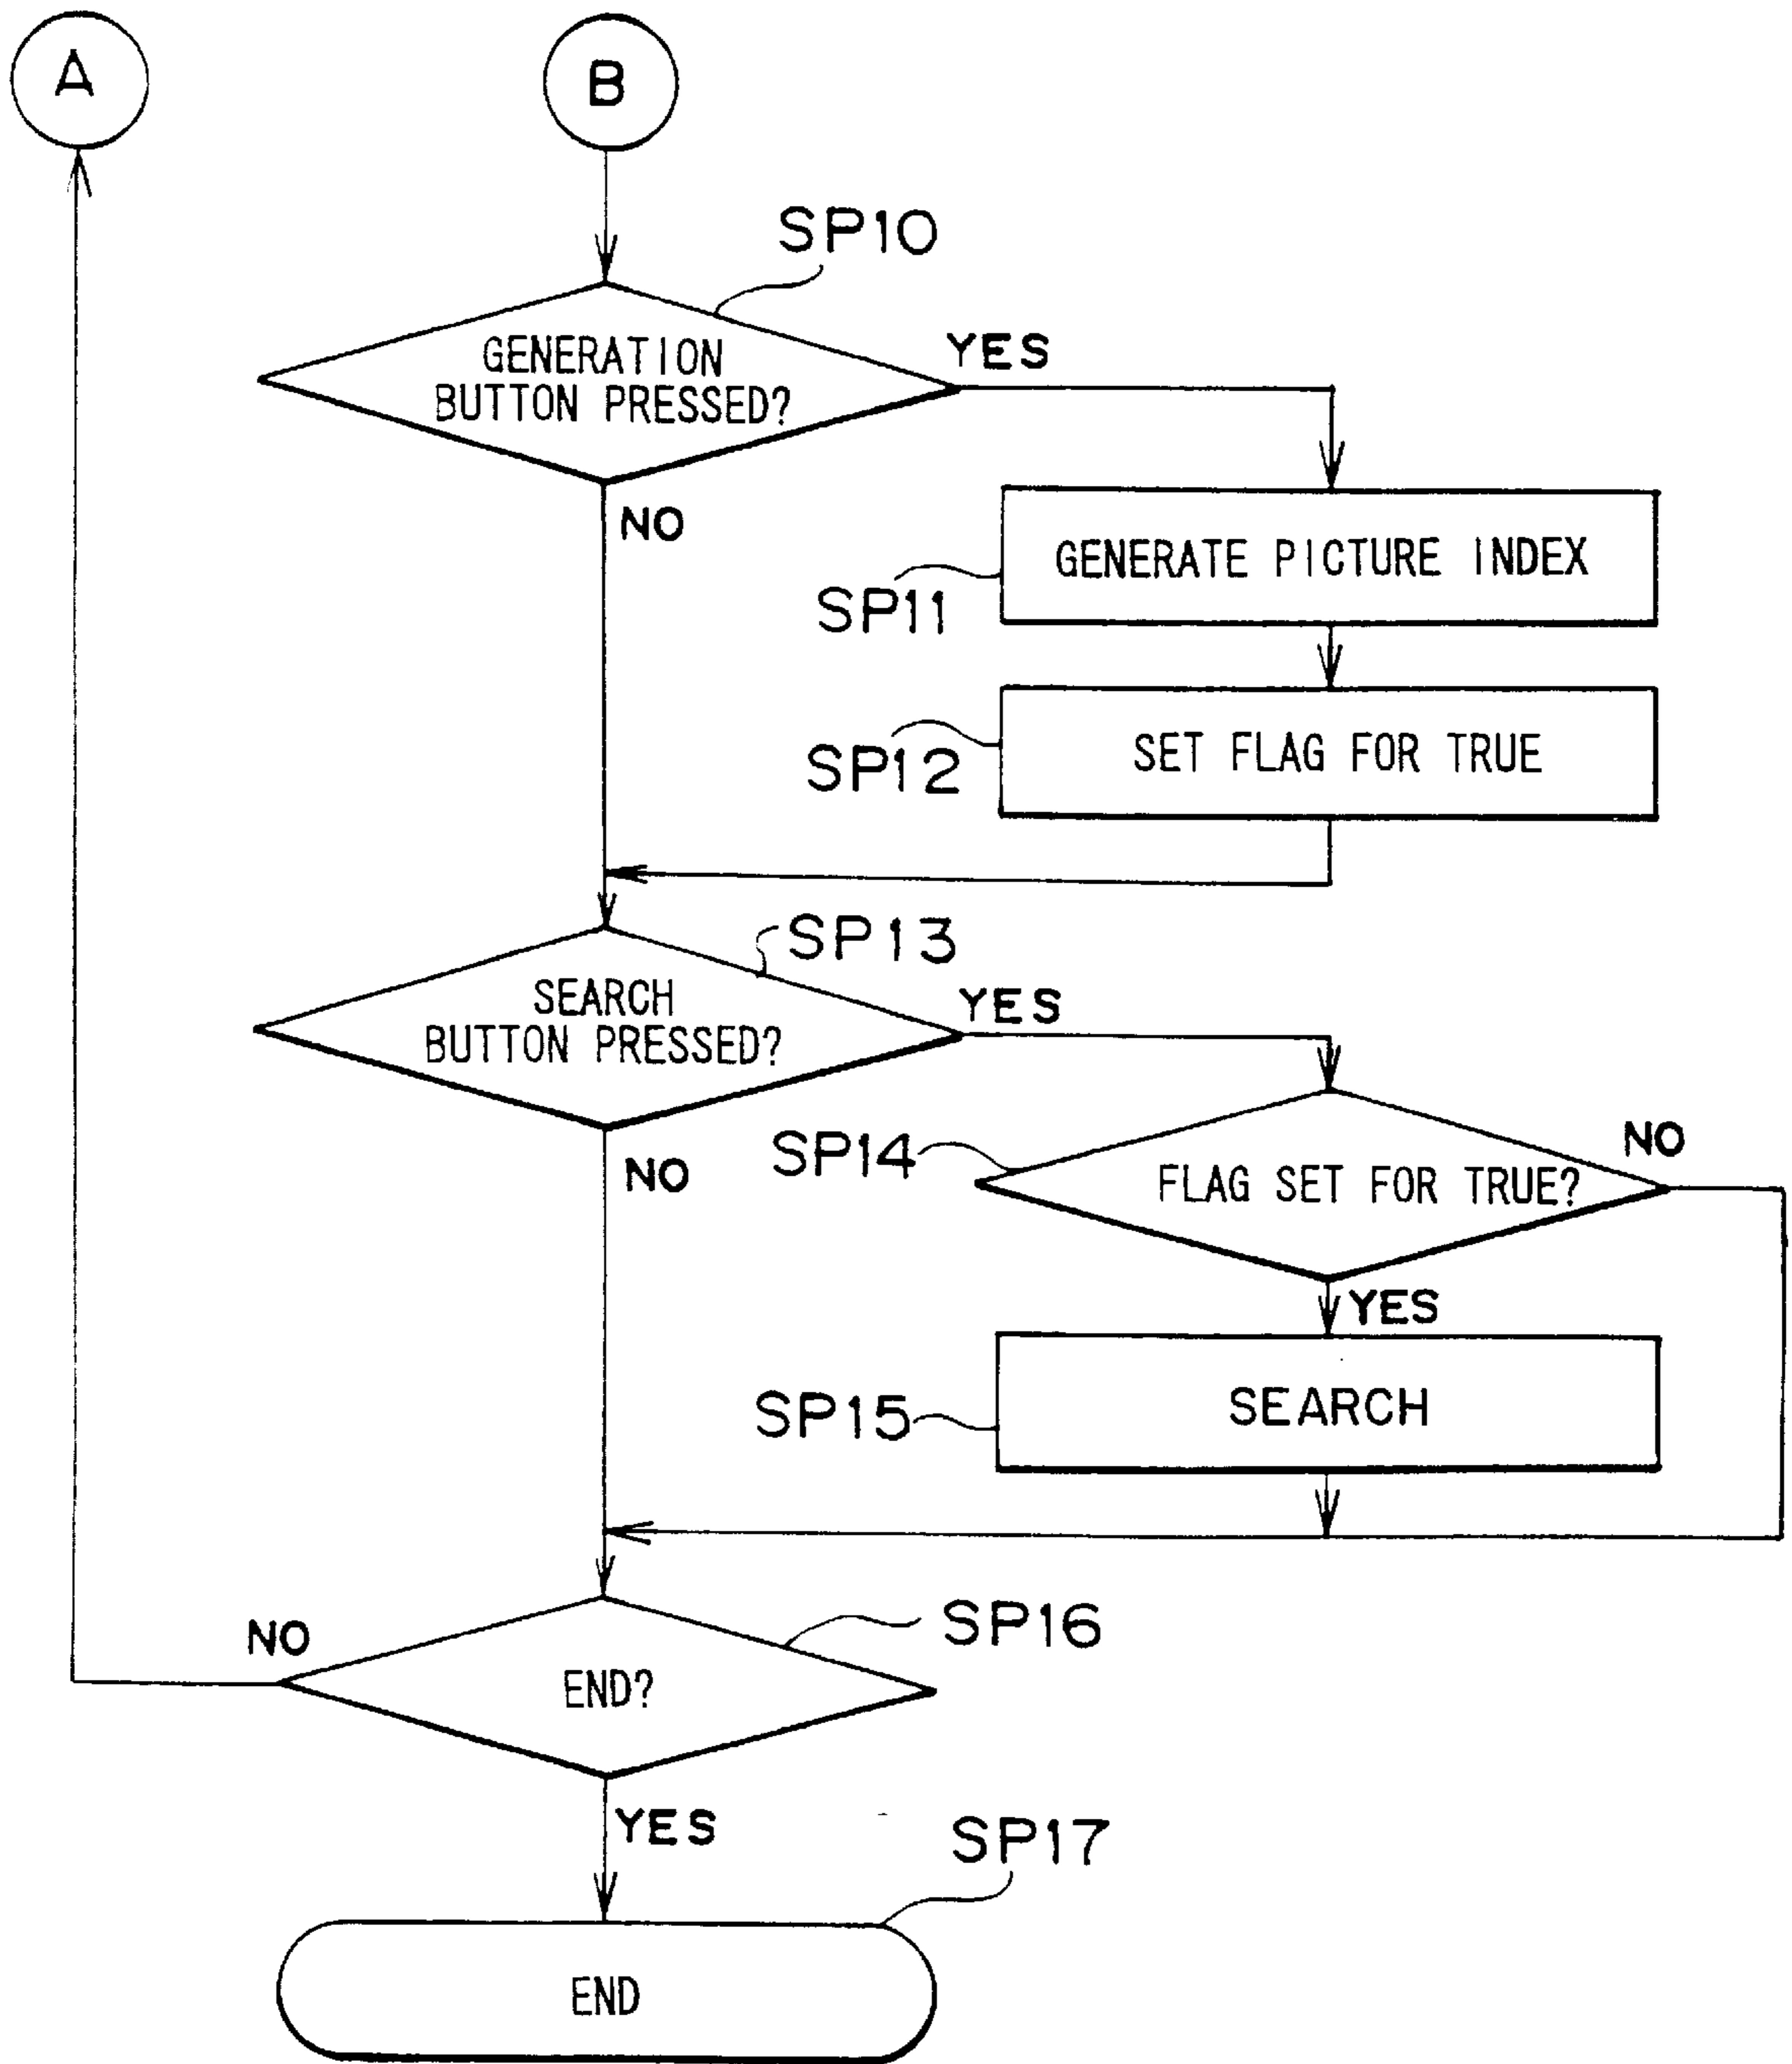 A
B
SP10
GENERATION
BUTTON PRESSED?
YES
NO
GENERATE PICTURE INDEX
SP11
SET FLAG FOR TRUE
SP12
SP13
SEARCH
BUTTON PRESSED?
YES
NO
SP14
FLAG SET FOR TRUE?
NO
YES
SP15
SEARCH
SP16
NO
END?
YES
SP17
END